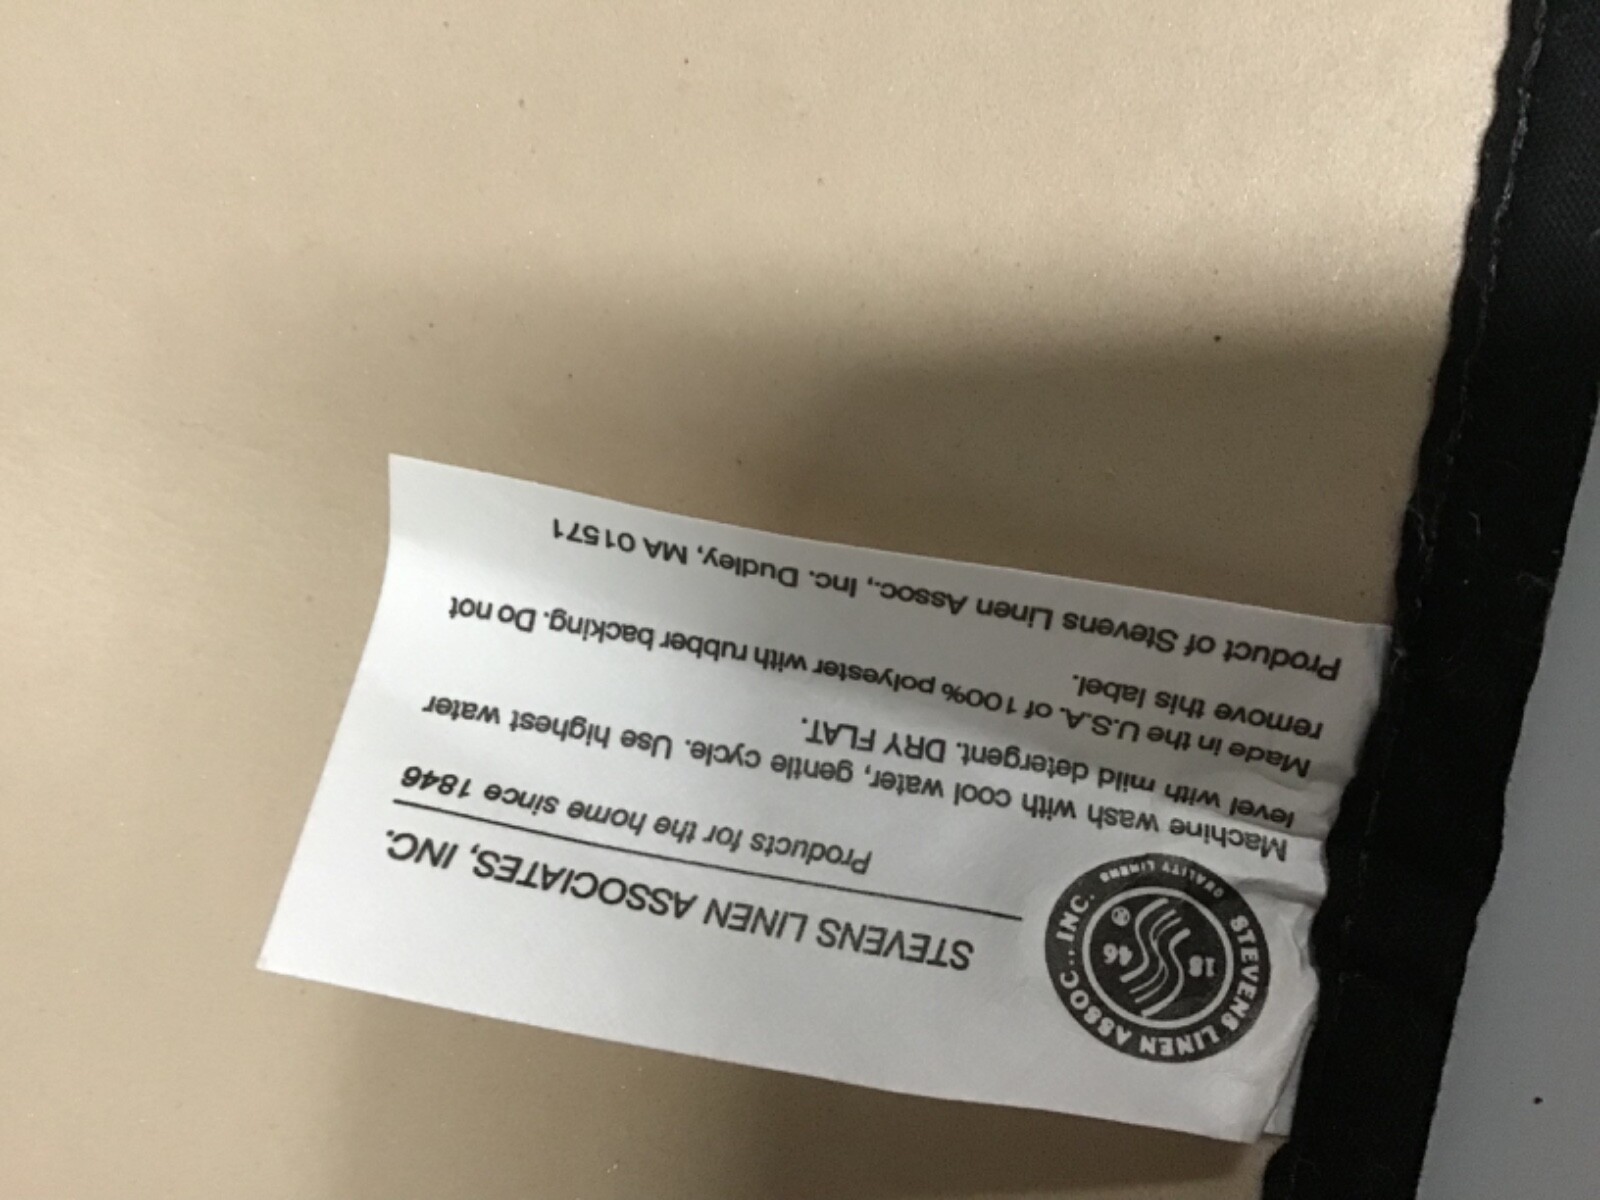 STEVENS LINEN ASSOC., INC.
QUALITY LINENS
18 46
®
STEVENS LINEN ASSOCIATES, INC.
Products for the home since 1846
Machine wash with cool water, gentle cycle. Use highest water
level with mild detergent. DRY FLAT.
Made in the U.S.A. of 100% polyester with rubber backing. Do not
remove this label.
Product of Stevens Linen Assoc., Inc. Dudley, MA 01571